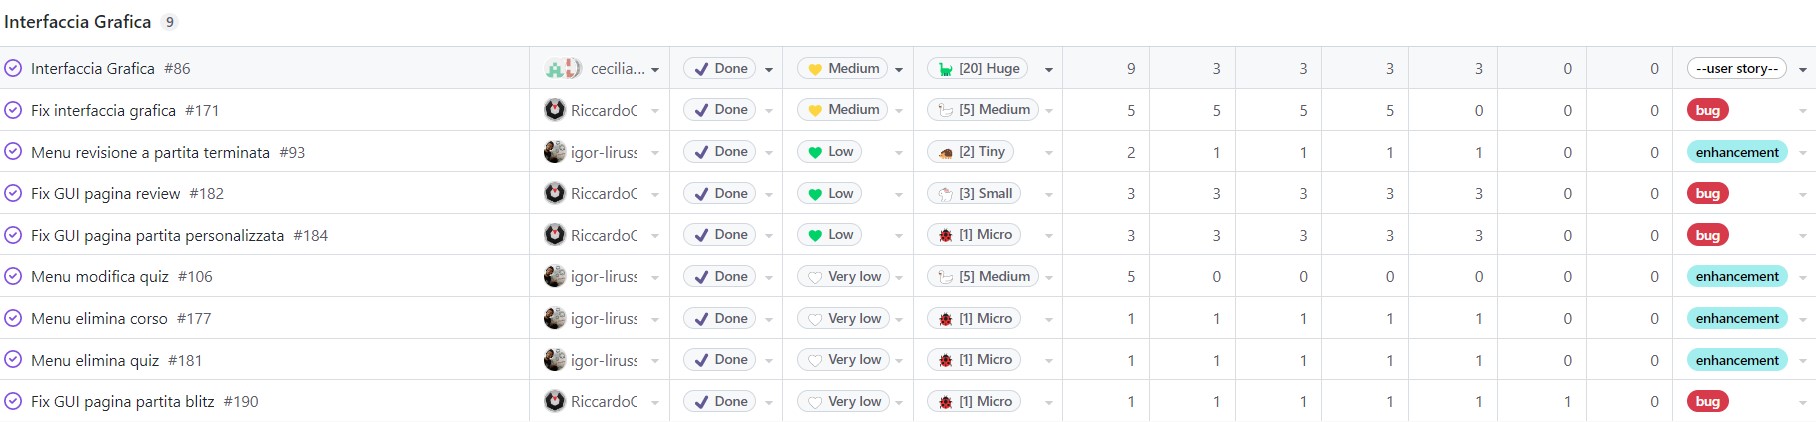 Interfaccia Grafica 9
Interfaccia Grafica #86 cecilia... Done Medium [20] Huge 9 3 3 3 3 0 0 --user story--
Fix interfaccia grafica #171 RiccardoC Done Medium [5] Medium 5 5 5 5 0 0 0 bug
Menu revisione a partita terminata #93 igor-liruss Done Low [2] Tiny 2 1 1 1 1 0 0 enhancement
Fix GUI pagina review #182 RiccardoC Done Low [3] Small 3 3 3 3 3 0 0 bug
Fix GUI pagina partita personalizzata #184 RiccardoC Done Low [1] Micro 3 3 3 3 3 0 0 bug
Menu modifica quiz #106 igor-liruss Done Very low [5] Medium 5 0 0 0 0 0 0 enhancement
Menu elimina corso #177 igor-liruss Done Very low [1] Micro 1 1 1 1 1 0 0 enhancement
Menu elimina quiz #181 igor-liruss Done Very low [1] Micro 1 1 1 1 1 0 0 enhancement
Fix GUI pagina partita blitz #190 RiccardoC Done Very low [1] Micro 1 1 1 1 1 1 0 bug